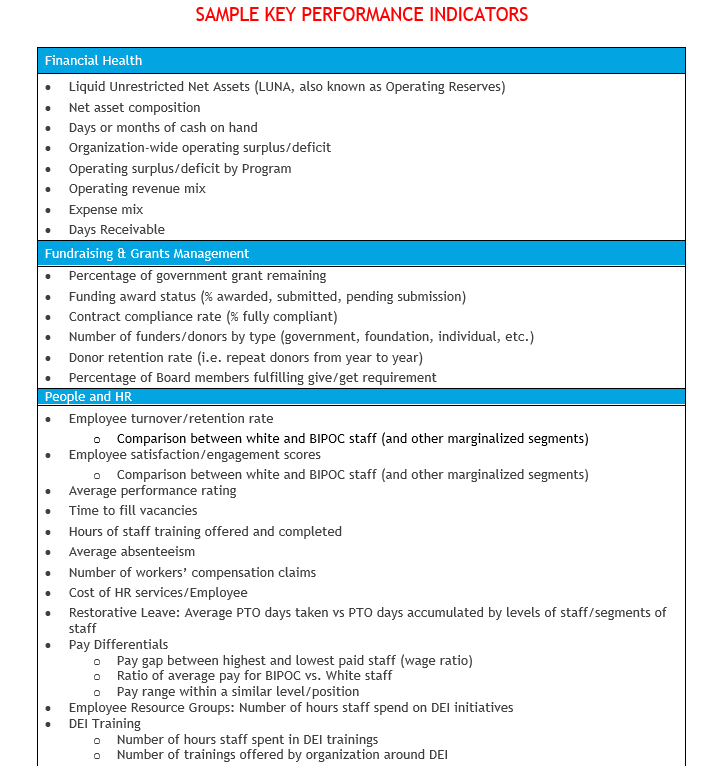 SAMPLE KEY PERFORMANCE INDICATORS
Financial Health
• Liquid Unrestricted Net Assets (LUNA, also known as Operating Reserves)
• Net asset composition
• Days or months of cash on hand
• Organization-wide operating surplus/deficit
• Operating surplus/deficit by Program
• Operating revenue mix
• Expense mix
• Days Receivable
Fundraising & Grants Management
• Percentage of government grant remaining
• Funding award status (% awarded, submitted, pending submission)
• Contract compliance rate (% fully compliant)
• Number of funders/donors by type (government, foundation, individual, etc.)
• Donor retention rate (i.e. repeat donors from year to year)
• Percentage of Board members fulfilling give/get requirement
People and HR
• Employee turnover/retention rate
o Comparison between white and BIPOC staff (and other marginalized segments)
• Employee satisfaction/engagement scores
o Comparison between white and BIPOC staff (and other marginalized segments)
• Average performance rating
• Time to fill vacancies
• Hours of staff training offered and completed
• Average absenteeism
• Number of workers’ compensation claims
• Cost of HR services/Employee
• Restorative Leave: Average PTO days taken vs PTO days accumulated by levels of staff/segments of
staff
• Pay Differentials
o Pay gap between highest and lowest paid staff (wage ratio)
o Ratio of average pay for BIPOC vs. White staff
o Pay range within a similar level/position
• Employee Resource Groups: Number of hours staff spend on DEI initiatives
• DEI Training
o Number of hours staff spent in DEI trainings
o Number of trainings offered by organization around DEI